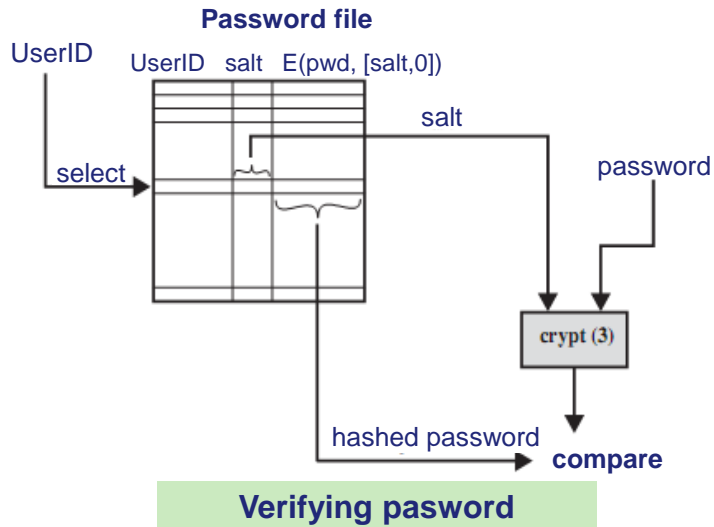 Password file
UserID
UserID salt E(pwd, [salt,0])
salt
select
password
crypt (3)
hashed password
compare
Verifying pasword